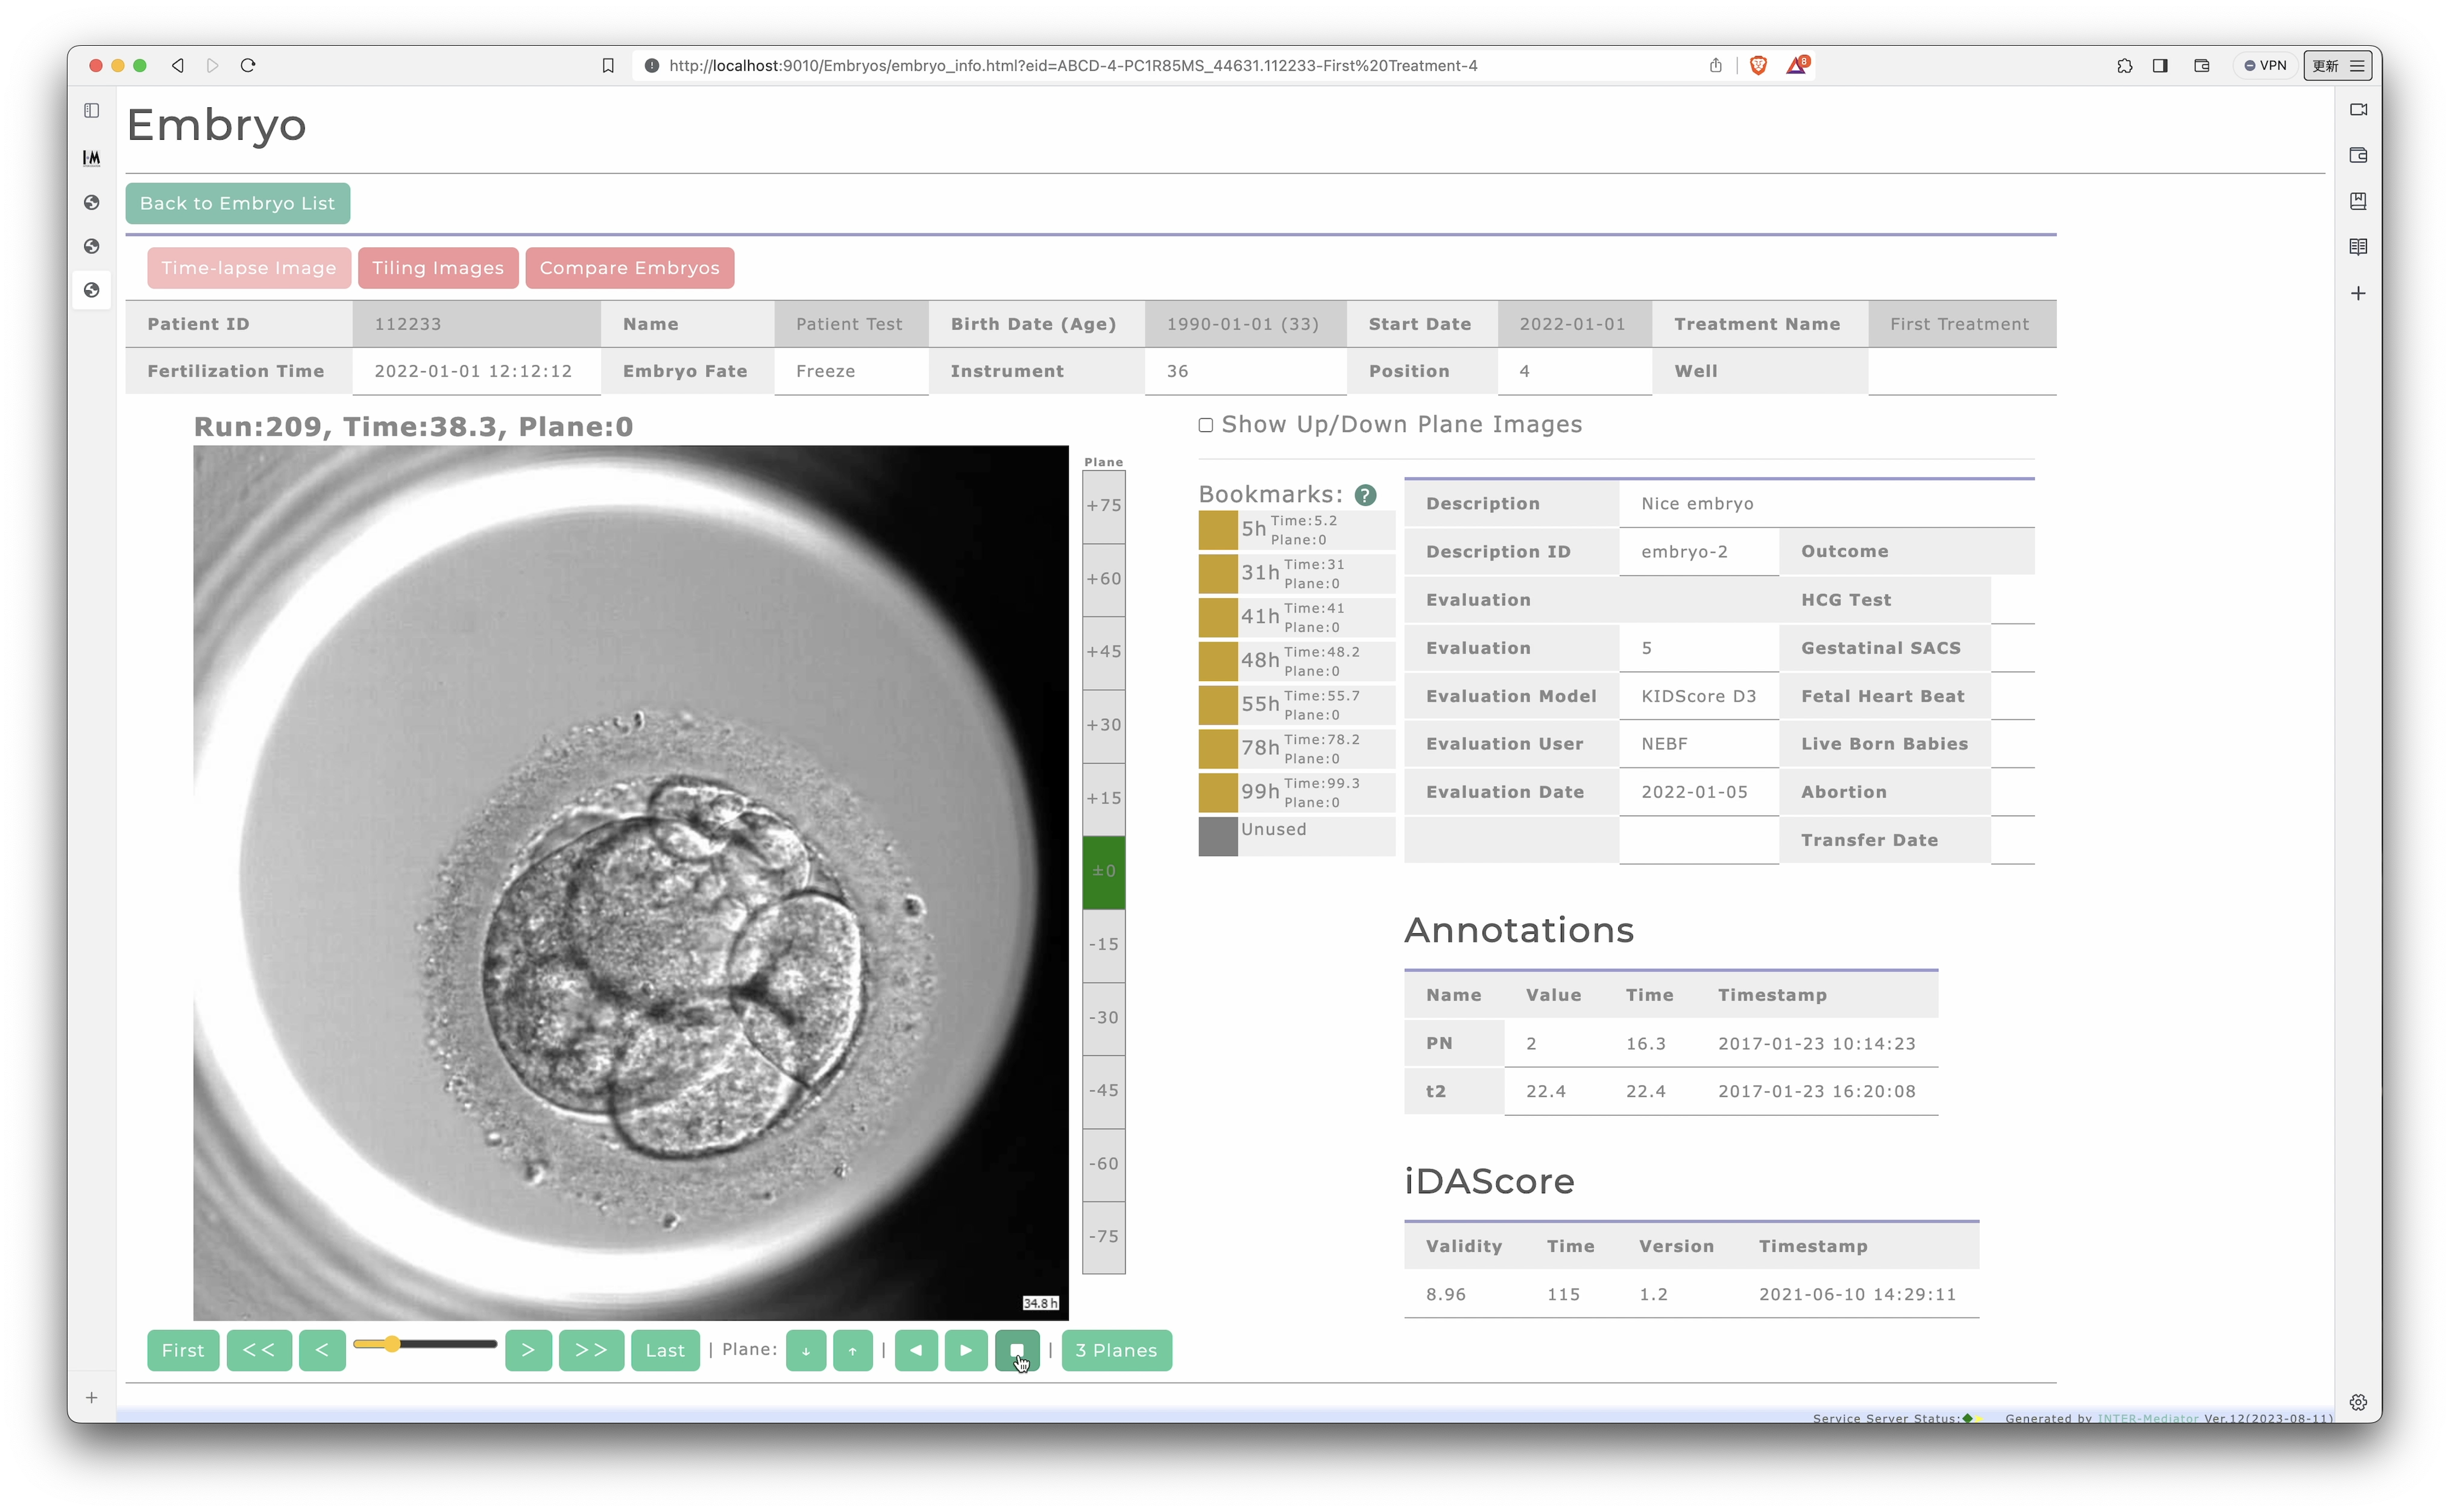 http://localhost:9010/Embryos/embryo_info.html?eid=ABCD-4-PC1R85MS_44631.112233-First%20Treatment-4
8
VPN
更新
I•M
Embryo
Back to Embryo List
Time-lapse Image Tiling Images Compare Embryos
Patient ID 112233 Name Patient Test Birth Date (Age) 1990-01-01 (33) Start Date 2022-01-01 Treatment Name First Treatment
Fertilization Time 2022-01-01 12:12:12 Embryo Fate Freeze Instrument 36 Position 4 Well
Run:209, Time:38.3, Plane:0
34.8 h
Plane
+75
+60
+45
+30
+15
±0
-15
-30
-45
-60
-75
First << < > >> Last | Plane: ↓ ↑ | ◀ ▶ ■ | 3 Planes
Show Up/Down Plane Images
Bookmarks: ?
5h Time:5.2
Plane:0
31h Time:31
Plane:0
41h Time:41
Plane:0
48h Time:48.2
Plane:0
55h Time:55.7
Plane:0
78h Time:78.2
Plane:0
99h Time:99.3
Plane:0
Unused
Description Nice embryo
Description ID embryo-2 Outcome
Evaluation HCG Test
Evaluation 5 Gestatinal SACS
Evaluation Model KIDScore D3 Fetal Heart Beat
Evaluation User NEBF Live Born Babies
Evaluation Date 2022-01-05 Abortion
Transfer Date
Annotations
Name Value Time Timestamp
PN 2 16.3 2017-01-23 10:14:23
t2 22.4 22.4 2017-01-23 16:20:08
iDAScore
Validity Time Version Timestamp
8.96 115 1.2 2021-06-10 14:29:11
Service Server Status: Generated by INTER-Mediator Ver.12(2023-08-11)